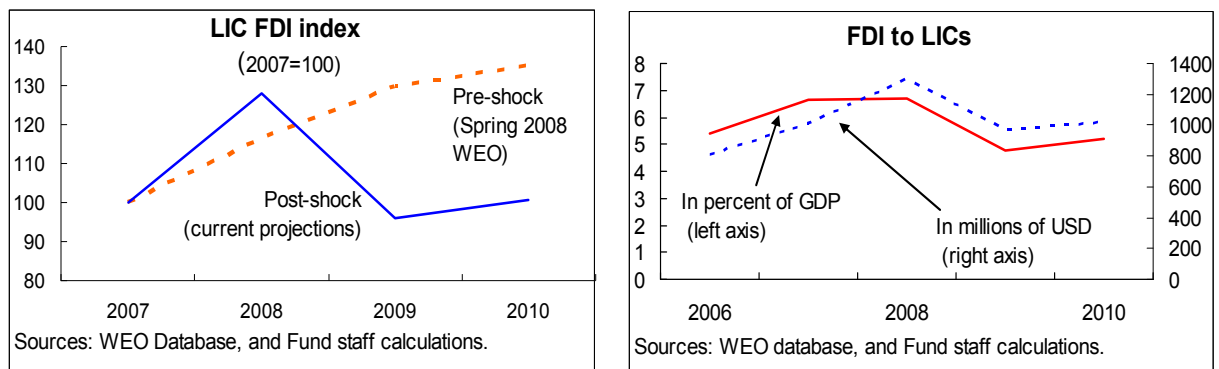 LIC FDI index
(2007=100)
140
130
120
110
100
90
80
Pre-shock
(Spring 2008
WEO)
Post-shock
(current projections)
2007 2008 2009 2010
Sources: WEO Database, and Fund staff calculations.
FDI to LICs
8
7
6
5
4
3
2
1
0
1400
1200
1000
800
600
400
200
0
In percent of GDP
(left axis)
In millions of USD
(right axis)
2006 2008 2010
Sources: WEO database, and Fund staff calculations.